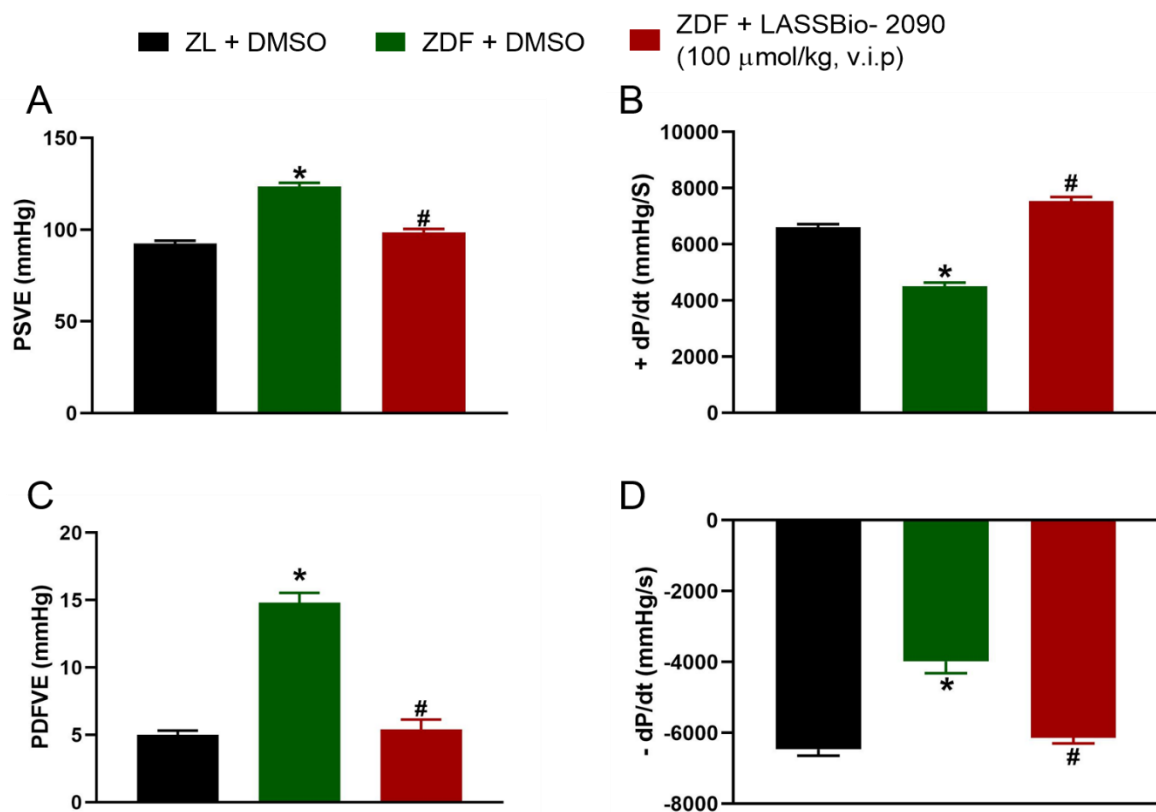 ZL + DMSO
ZDF + DMSO
ZDF + LASSBio- 2090
(100 μmol/kg, v.i.p)
A
PSVE (mmHg)
150
100
50
0
*
#
B
+ dP/dt (mmHg/S)
10000
8000
6000
4000
2000
0
*
#
C
PDFVE (mmHg)
20
15
10
5
0
*
#
D
- dP/dt (mmHg/s)
0
-2000
-4000
-6000
-8000
*
#